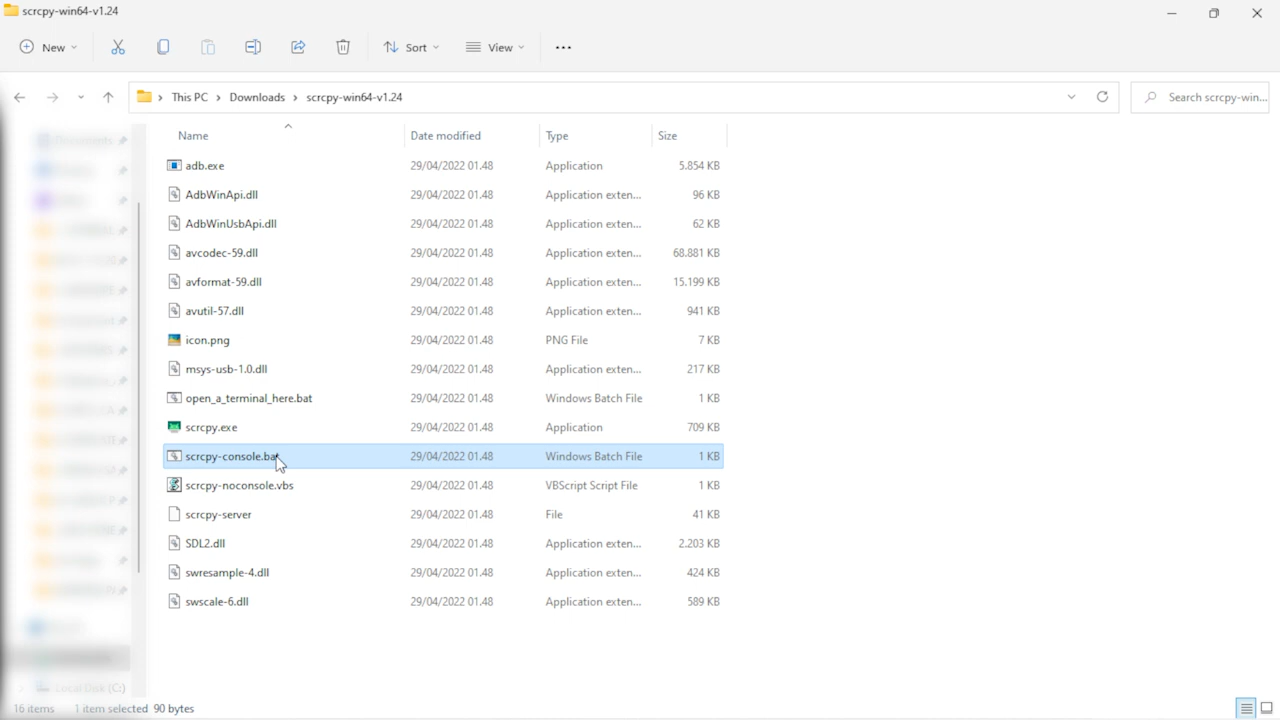 scrcpy-win64-v1.24
New Sort View ...
This PC > Downloads > scrcpy-win64-v1.24 Search scrcpy-win...
Name Date modified Type Size
adb.exe 29/04/2022 01.48 Application 5.854 KB
AdbWinApi.dll 29/04/2022 01.48 Application exten... 96 KB
AdbWinUsbApi.dll 29/04/2022 01.48 Application exten... 62 KB
avcodec-59.dll 29/04/2022 01.48 Application exten... 68.881 KB
avformat-59.dll 29/04/2022 01.48 Application exten... 15.199 KB
avutil-57.dll 29/04/2022 01.48 Application exten... 941 KB
icon.png 29/04/2022 01.48 PNG File 7 KB
msys-usb-1.0.dll 29/04/2022 01.48 Application exten... 217 KB
open_a_terminal_here.bat 29/04/2022 01.48 Windows Batch File 1 KB
scrcpy.exe 29/04/2022 01.48 Application 709 KB
scrcpy-console.bat 29/04/2022 01.48 Windows Batch File 1 KB
scrcpy-noconsole.vbs 29/04/2022 01.48 VBScript Script File 1 KB
scrcpy-server 29/04/2022 01.48 File 41 KB
SDL2.dll 29/04/2022 01.48 Application exten... 2.203 KB
swresample-4.dll 29/04/2022 01.48 Application exten... 424 KB
swscale-6.dll 29/04/2022 01.48 Application exten... 589 KB
Local Disk (C:)
16 items 1 item selected 90 bytes